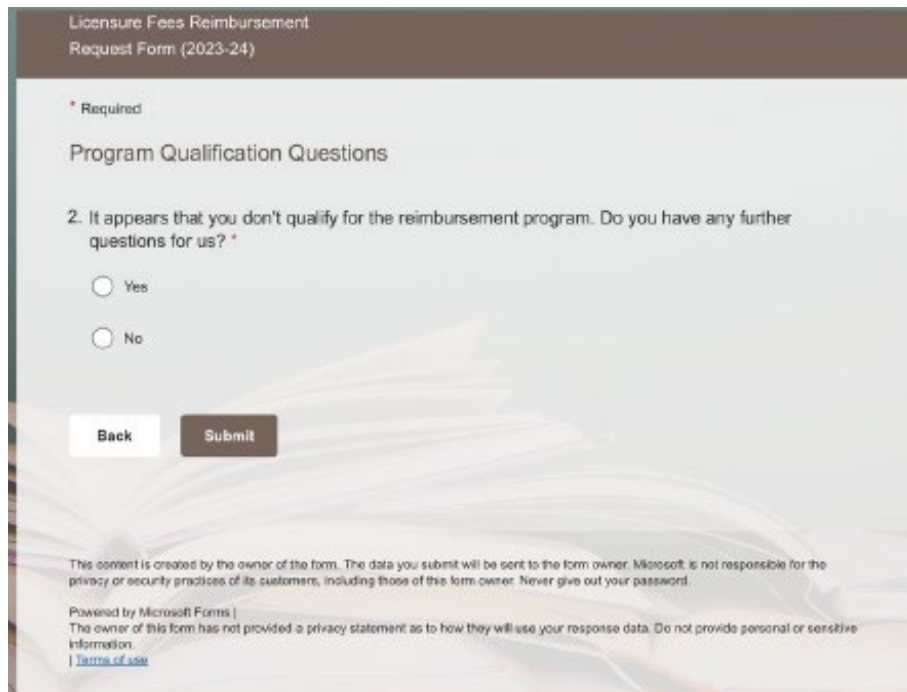 Licensure Fees Reimbursement
Request Form (2023-24)
* Required
Program Qualification Questions
2. It appears that you don't qualify for the reimbursement program. Do you have any further
questions for us? *
Yes
No
Back
Submit
This content is created by the owner of the form. The data you submit will be sent to the form owner. Microsoft is not responsible for the
privacy or security practices of its customers, including those of this form owner. Never give out your password.
Powered by Microsoft Forms |
The owner of this form has not provided a privacy statement as to how they will use your response data. Do not provide personal or sensitive
information.
| Terms of use